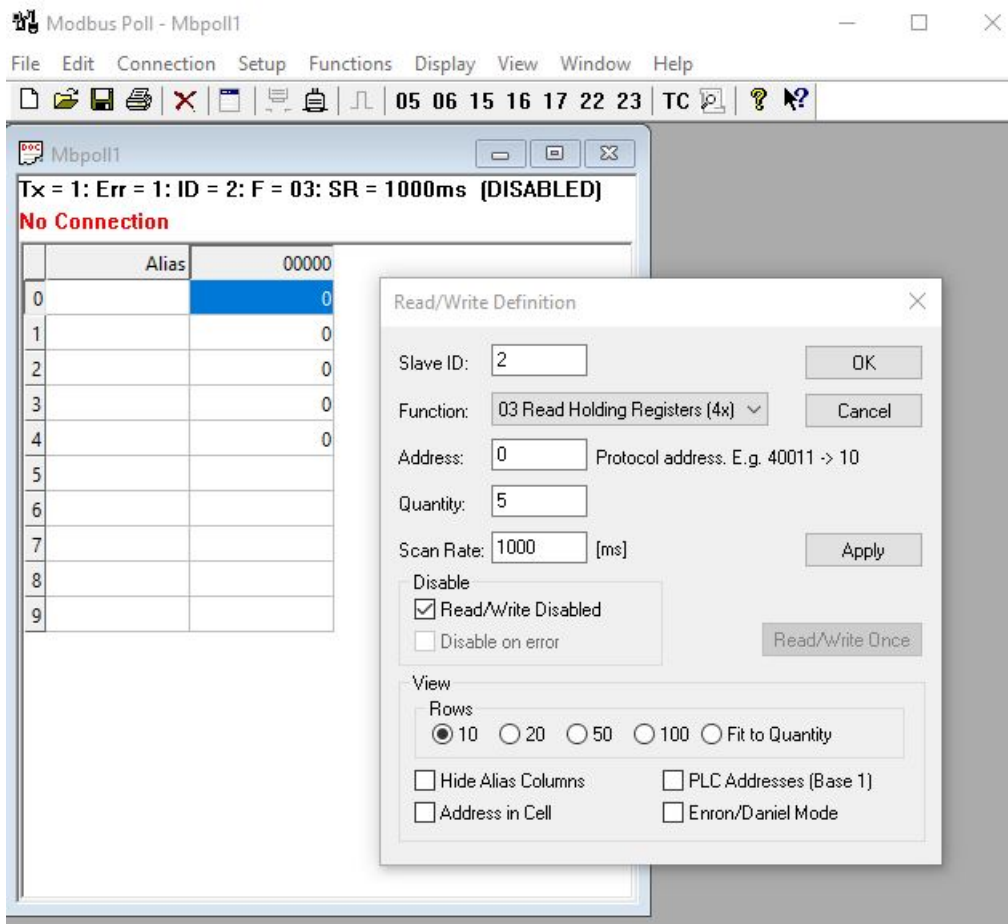 Modbus Poll - Mbpoll1
File Edit Connection Setup Functions Display View Window Help
05 06 15 16 17 22 23 TC
Mbpoll1
Tx = 1: Err = 1: ID = 2: F = 03: SR = 1000ms (DISABLED)
No Connection
Alias 00000
0 0
1 0
2 0
3 0
4 0
5
6
7
8
9
Read/Write Definition
Slave ID: 2 OK
Function: 03 Read Holding Registers (4x) Cancel
Address: 0 Protocol address. E.g. 40011 -> 10
Quantity: 5
Scan Rate: 1000 [ms] Apply
Disable
Read/Write Disabled
Disable on error Read/Write Once
View
Rows
10 20 50 100 Fit to Quantity
Hide Alias Columns PLC Addresses (Base 1)
Address in Cell Enron/Daniel Mode